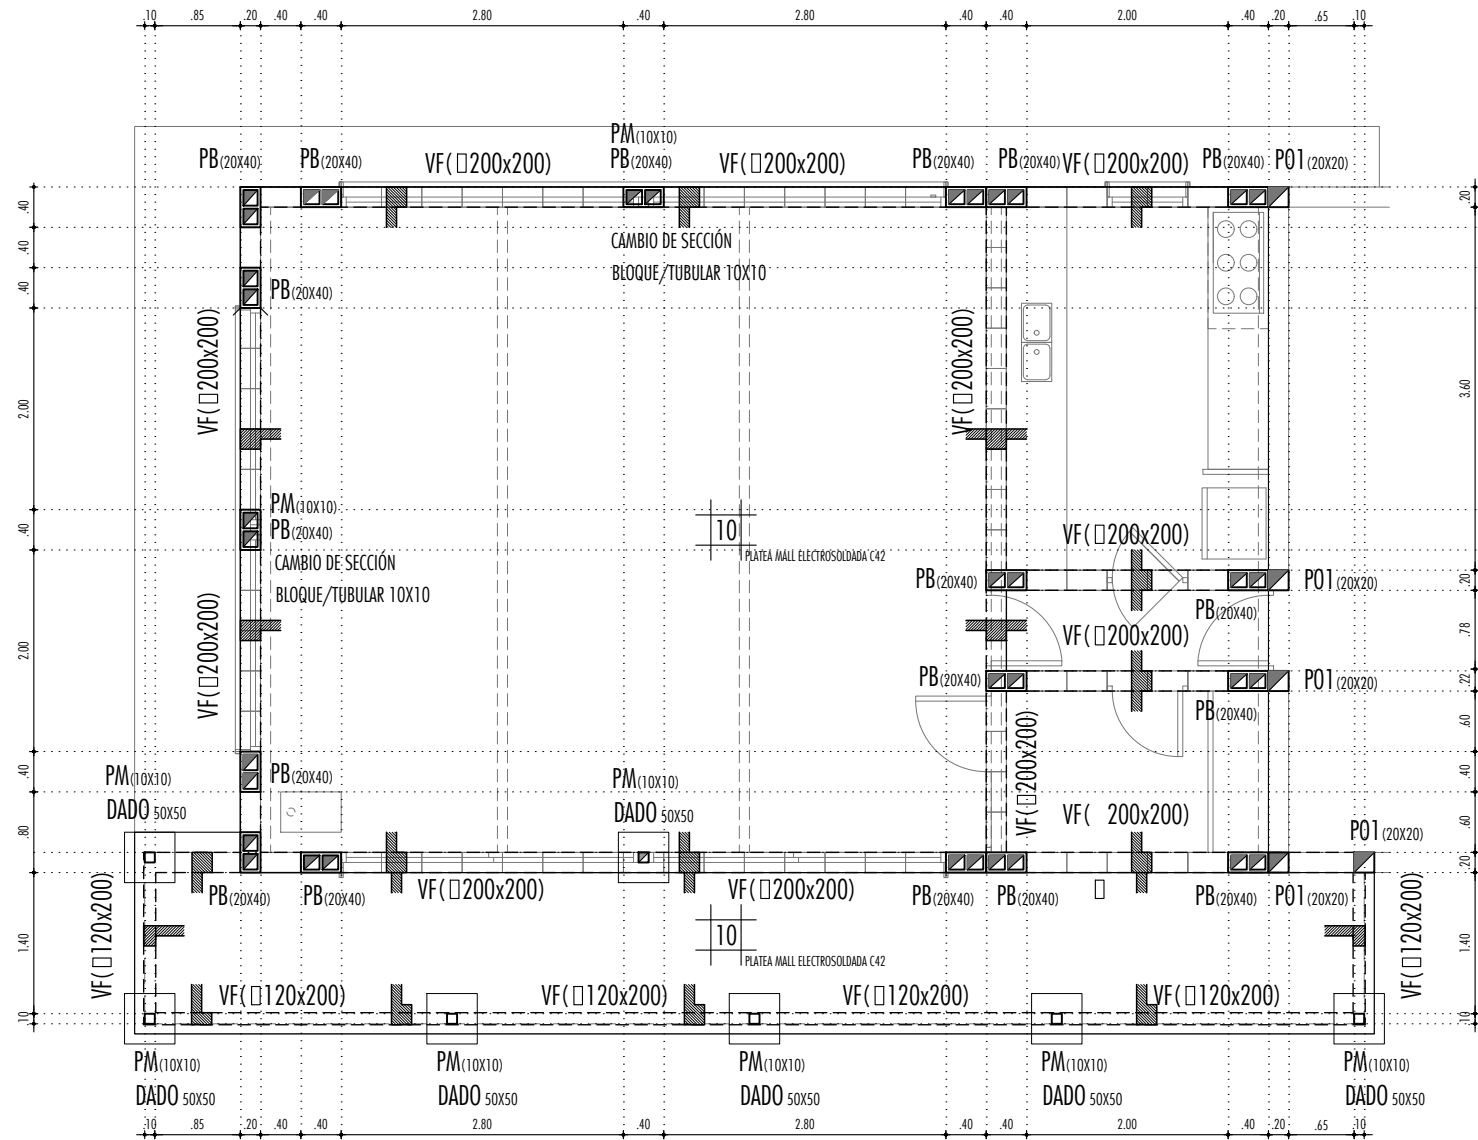 .10 .85 .20 .40 .40 2.80 .40 2.80 .40 .40 2.00 .40 .20 .65 .10
PM(10X10)
PB(20X40) PB(20X40) VF(□200x200) PB(20X40) VF(□200x200) PB(20X40) PB(20X40) VF(□200x200) PB(20X40) PO1(20X20)
.40
.20
CAMBIO DE SECCIÓN
.40
BLOQUE/TUBULAR 10X10
.40
PB(20X40)
VF(□200x200)
VF(□200x200)
2.00
3.60
PM(10X10)
.40
PB(20X40)
10
VF(□200x200)
PLATEA MALL ELECTROSOLDADA C42
CAMBIO DE SECCIÓN
BLOQUE/TUBULAR 10X10
PB(20X40)
PO1(20X20)
.20
PB(20X40)
VF(□200x200)
.78
2.00
VF(□200x200)
PB(20X40)
PO1(20X20)
.22
PB(20X40)
.60
VF(□200x200)
.40
PB(20X40)
.40
PM(10X10)
PM(10X10)
DADO 50X50
DADO 50X50
VF( 200x200)
□
.80
.60
PO1(20X20)
.20
PB(20X40) PB(20X40) VF(□200x200) VF(□200x200) PB(20X40) PB(20X40) PB(20X40) PO1(20X20)
VF(□120x200)
VF(□120x200)
1.40
10
1.40
PLATEA MALL ELECTROSOLDADA C42
VF(□120x200) VF(□120x200) VF(□120x200) VF(□120x200)
.10
.10
PM(10X10) PM(10X10) PM(10X10) PM(10X10) PM(10X10)
DADO 50X50 DADO 50X50 DADO 50X50 DADO 50X50 DADO 50X50
.10 .85 .20 .40 .40 2.80 .40 2.80 .40 .40 2.00 .40 .20 .65 .10